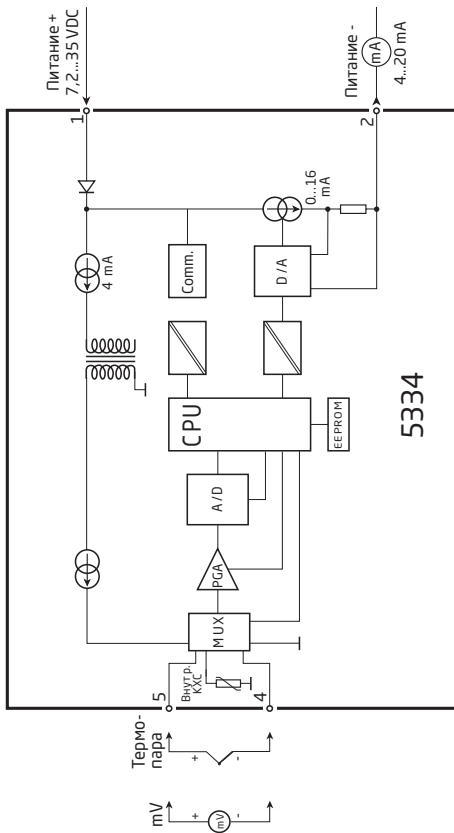 mV
+
mV
-
Термо-
пара
+
-
5
4
Внутр.
КХС
MUX
PGA
A/D
CPU
EEPROM
Comm.
D/A
4 mA
0...16
mA
1
2
Питание +
7,2...35 VDC
Питание -
mA
4...20 mA
5334